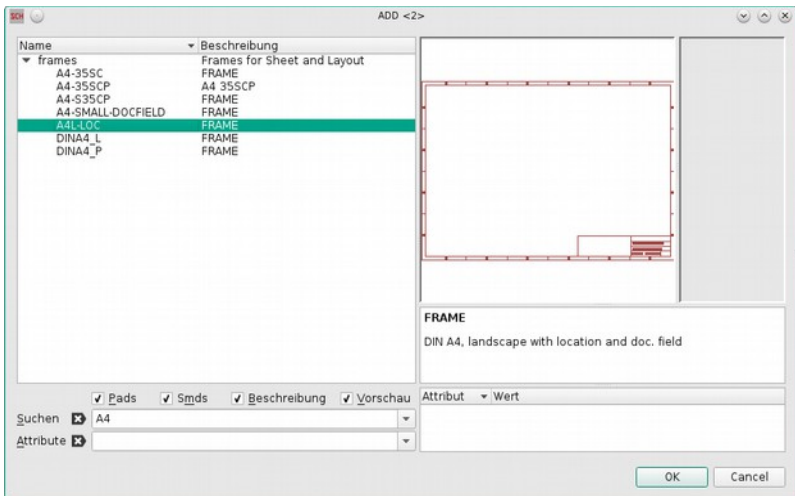 SCH
ADD <2>
Name Beschreibung
frames Frames for Sheet and Layout
A4-35SC FRAME
A4-35SCP A4 35SCP
A4-S35CP FRAME
A4-SMALL-DOCFIELD FRAME
A4L-LOC FRAME
DINA4_L FRAME
DINA4_P FRAME
FRAME
DIN A4, landscape with location and doc. field
Pads Smds Beschreibung Vorschau
Attribut Wert
Suchen A4
Attribute
OK Cancel